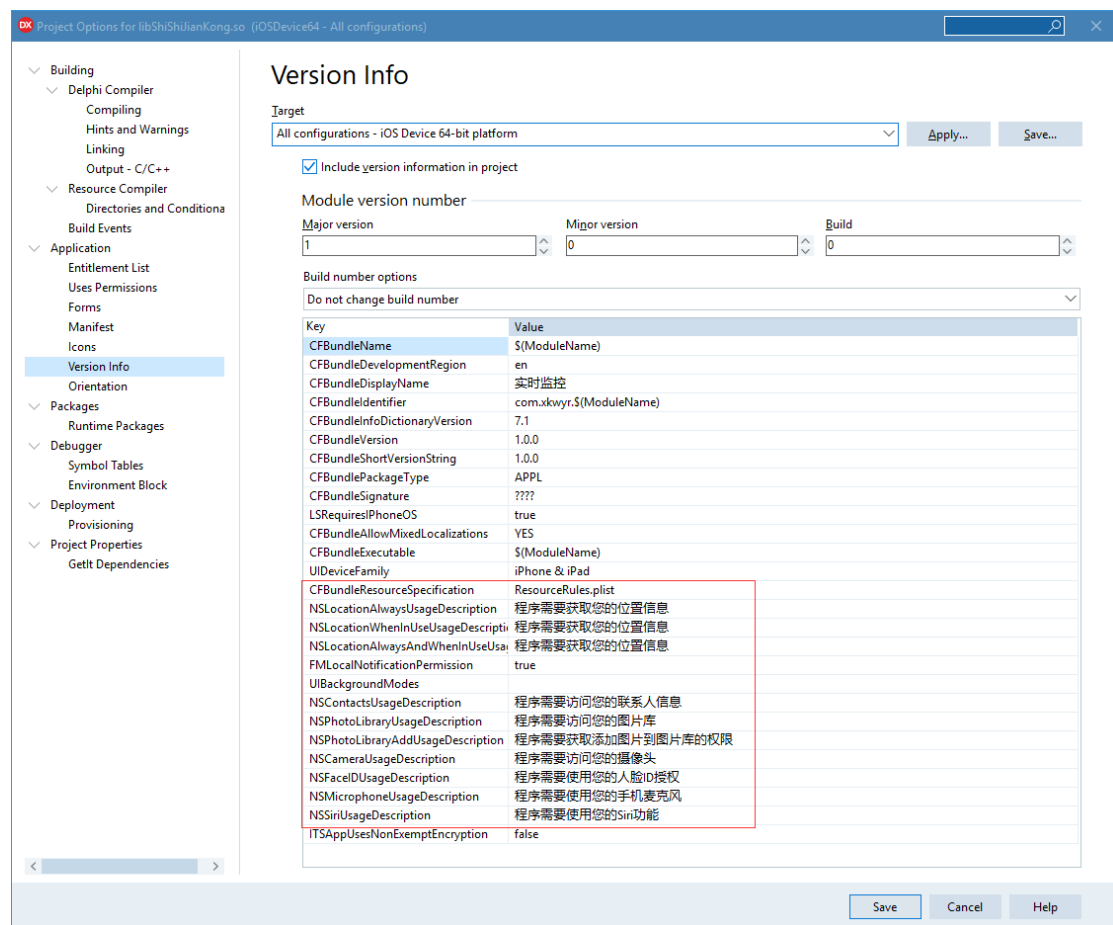 DX Project Options for libShiShiJianKong.so (iOSDevice64 - All configurations)
Building
Delphi Compiler
Compiling
Hints and Warnings
Linking
Output - C/C++
Resource Compiler
Directories and Conditiona
Build Events
Application
Entitlement List
Uses Permissions
Forms
Manifest
Icons
Version Info
Orientation
Packages
Runtime Packages
Debugger
Symbol Tables
Environment Block
Deployment
Provisioning
Project Properties
GetIt Dependencies
Version Info
Target
All configurations - iOS Device 64-bit platform
Apply...
Save...
Include version information in project
Module version number
Major version Minor version Build
1 0 0
Build number options
Do not change build number
Key Value
CFBundleName $(ModuleName)
CFBundleDevelopmentRegion en
CFBundleDisplayName 实时监控
CFBundleIdentifier com.xkwyr.$(ModuleName)
CFBundleInfoDictionaryVersion 7.1
CFBundleVersion 1.0.0
CFBundleShortVersionString 1.0.0
CFBundlePackageType APPL
CFBundleSignature ????
LSRequiresIPhoneOS true
CFBundleAllowMixedLocalizations YES
CFBundleExecutable $(ModuleName)
UIDeviceFamily iPhone & iPad
CFBundleResourceSpecification ResourceRules.plist
NSLocationAlwaysUsageDescription 程序需要获取您的位置信息
NSLocationWhenInUseUsageDescripti 程序需要获取您的位置信息
NSLocationAlwaysAndWhenInUseUsa 程序需要获取您的位置信息
FMLocalNotificationPermission true
UIBackgroundModes
NSContactsUsageDescription 程序需要访问您的联系人信息
NSPhotoLibraryUsageDescription 程序需要访问您的图片库
NSPhotoLibraryAddUsageDescription 程序需要获取添加图片到图片库的权限
NSCameraUsageDescription 程序需要访问您的摄像头
NSFaceIDUsageDescription 程序需要使用您的人脸ID授权
NSMicrophoneUsageDescription 程序需要使用您的手机麦克风
NSSiriUsageDescription 程序需要使用您的Siri功能
ITSAppUsesNonExemptEncryption false
Save Cancel Help